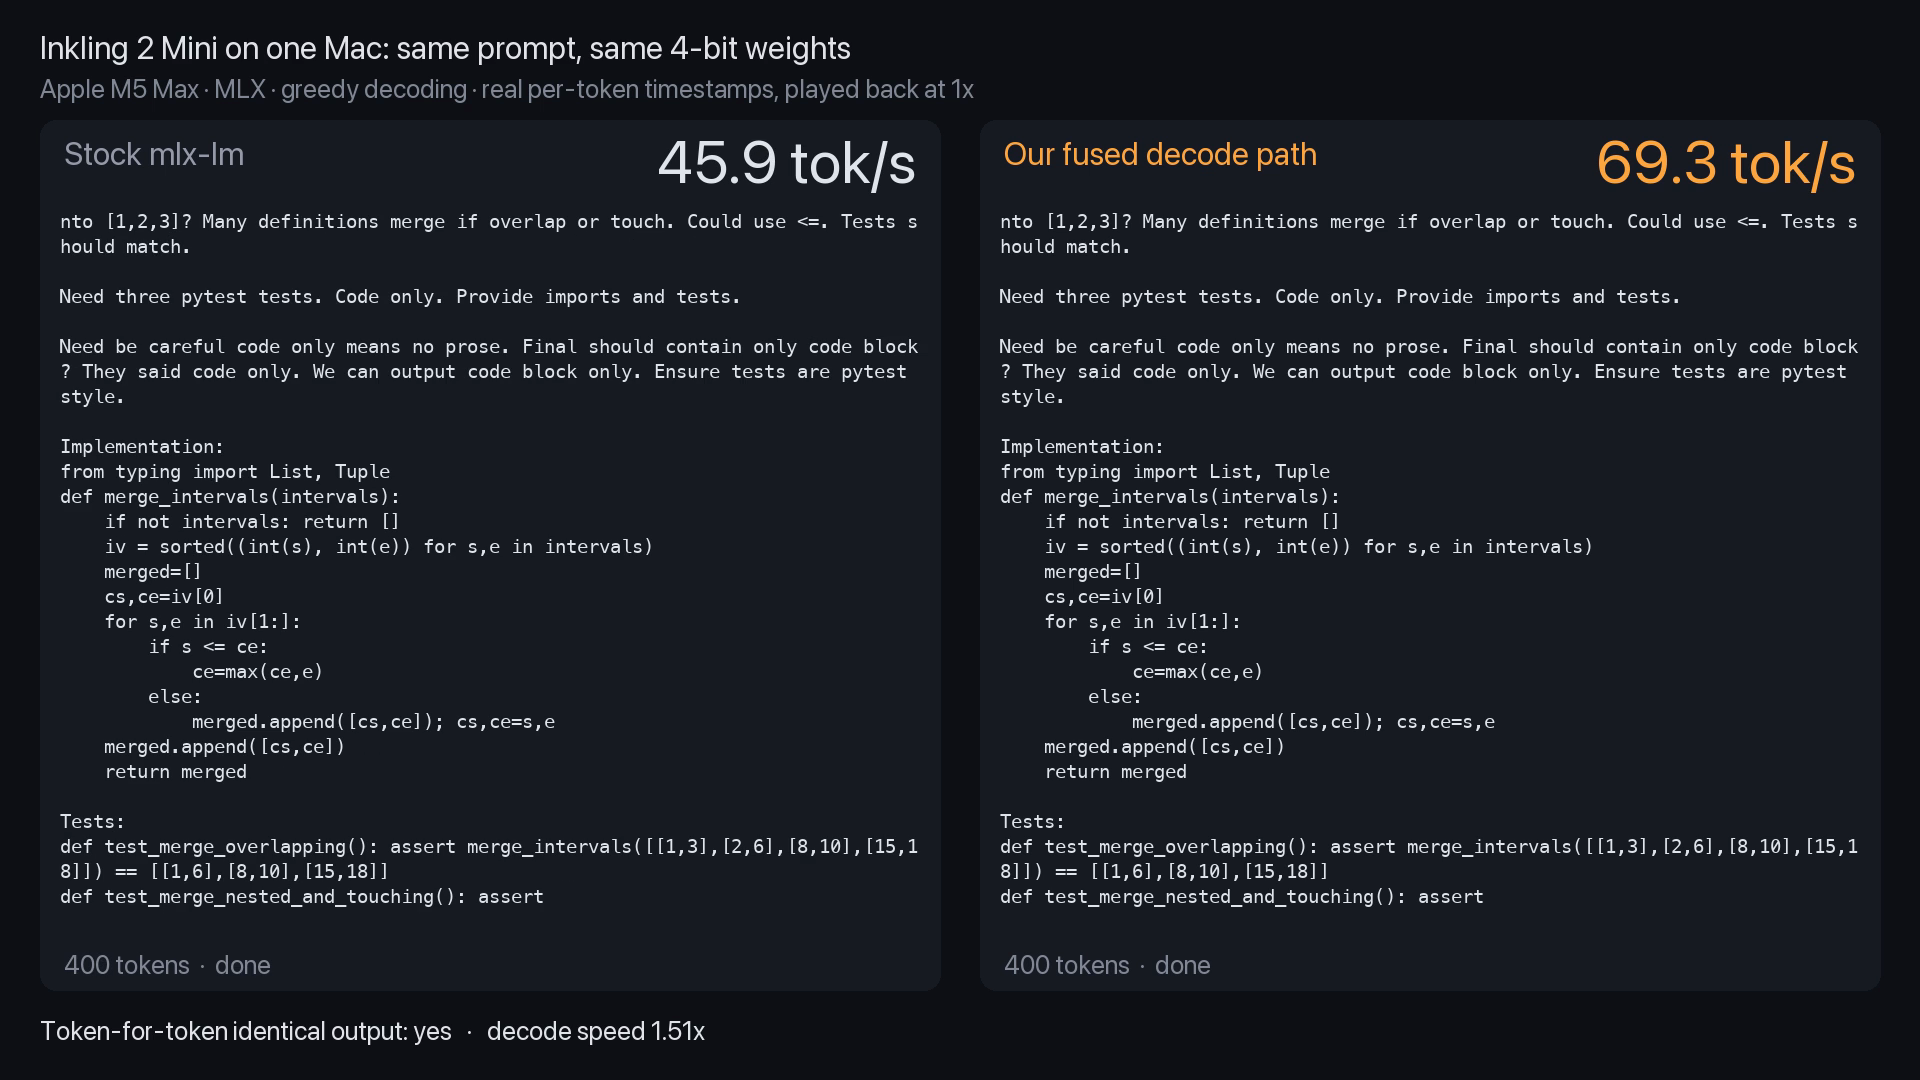 Inkling 2 Mini on one Mac: same prompt, same 4-bit weights
Apple M5 Max · MLX · greedy decoding · real per-token timestamps, played back at 1x
Stock mlx-lm
45.9 tok/s
nto [1,2,3]? Many definitions merge if overlap or touch. Could use <=. Tests s
hould match.

Need three pytest tests. Code only. Provide imports and tests.

Need be careful code only means no prose. Final should contain only code block
? They said code only. We can output code block only. Ensure tests are pytest
style.

Implementation:
from typing import List, Tuple
def merge_intervals(intervals):
    if not intervals: return []
    iv = sorted((int(s), int(e)) for s,e in intervals)
    merged=[]
    cs,ce=iv[0]
    for s,e in iv[1:]:
        if s <= ce:
            ce=max(ce,e)
        else:
            merged.append([cs,ce]); cs,ce=s,e
    merged.append([cs,ce])
    return merged

Tests:
def test_merge_overlapping(): assert merge_intervals([[1,3],[2,6],[8,10],[15,1
8]]) == [[1,6],[8,10],[15,18]]
def test_merge_nested_and_touching(): assert
400 tokens · done
Our fused decode path
69.3 tok/s
nto [1,2,3]? Many definitions merge if overlap or touch. Could use <=. Tests s
hould match.

Need three pytest tests. Code only. Provide imports and tests.

Need be careful code only means no prose. Final should contain only code block
? They said code only. We can output code block only. Ensure tests are pytest
style.

Implementation:
from typing import List, Tuple
def merge_intervals(intervals):
    if not intervals: return []
    iv = sorted((int(s), int(e)) for s,e in intervals)
    merged=[]
    cs,ce=iv[0]
    for s,e in iv[1:]:
        if s <= ce:
            ce=max(ce,e)
        else:
            merged.append([cs,ce]); cs,ce=s,e
    merged.append([cs,ce])
    return merged

Tests:
def test_merge_overlapping(): assert merge_intervals([[1,3],[2,6],[8,10],[15,1
8]]) == [[1,6],[8,10],[15,18]]
def test_merge_nested_and_touching(): assert
400 tokens · done
Token-for-token identical output: yes · decode speed 1.51x